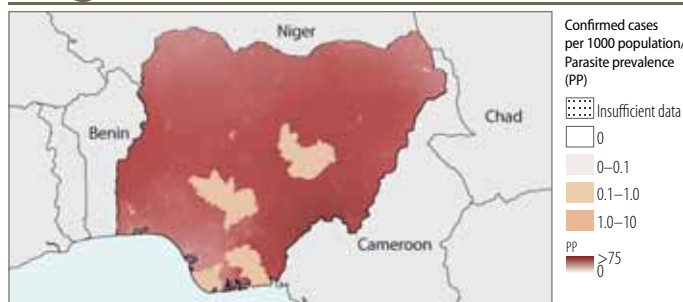 Niger
Benin
Chad
Cameroon
Confirmed cases
per 1000 population/
Parasite prevalence
(PP)
Insufficient data
0
0–0.1
0.1–1.0
1.0–10
PP
>75
0